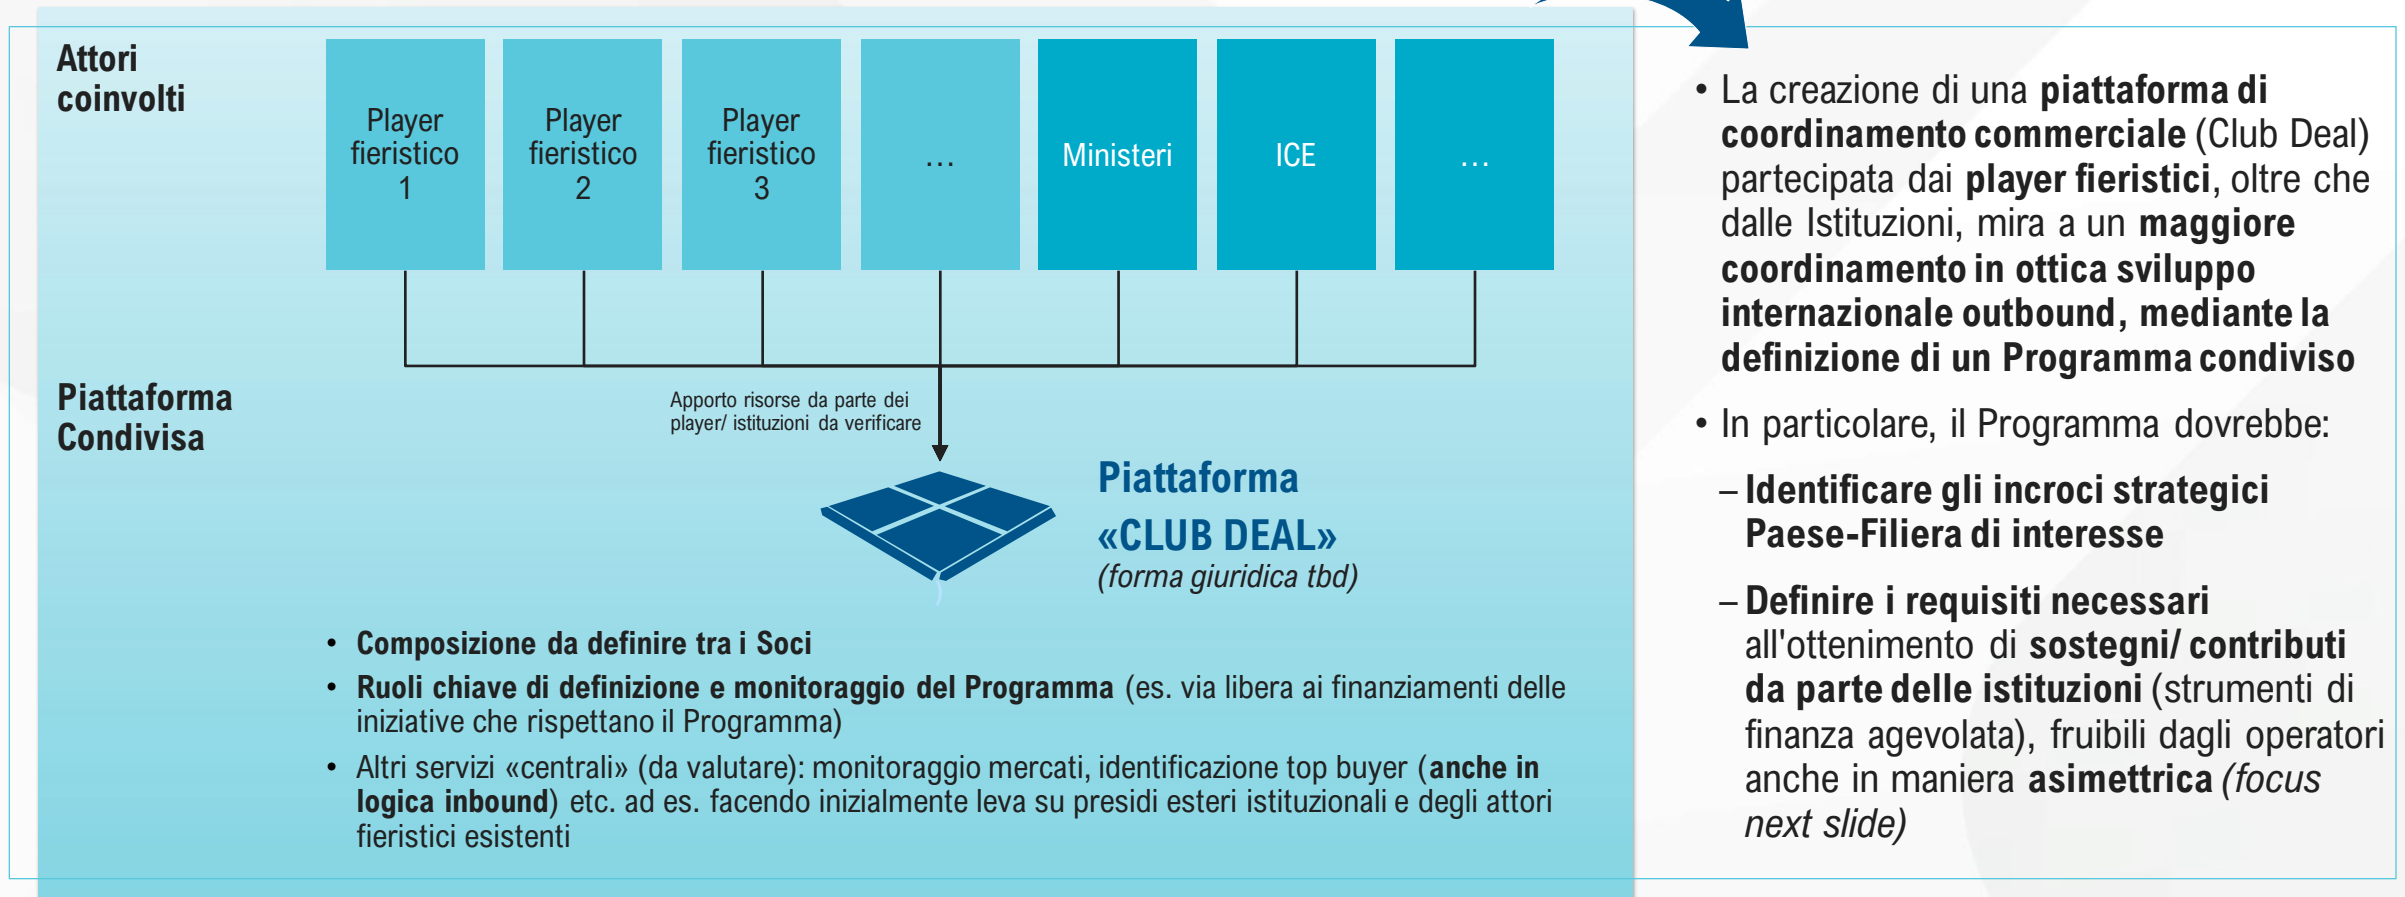 Attori
coinvolti
Player
fieristico
1
Player
fieristico
2
Player
fieristico
3
...
Ministeri
ICE
...
Piattaforma
Condivisa
Apporto risorse da parte dei
player/ istituzioni da verificare
Piattaforma
«CLUB DEAL»
(forma giuridica tbd)
• Composizione da definire tra i Soci
• Ruoli chiave di definizione e monitoraggio del Programma (es. via libera ai finanziamenti delle
iniziative che rispettano il Programma)
• Altri servizi «centrali» (da valutare): monitoraggio mercati, identificazione top buyer (anche in
logica inbound) etc. ad es. facendo inizialmente leva su presidi esteri istituzionali e degli attori
fieristici esistenti
• La creazione di una piattaforma di
coordinamento commerciale (Club Deal)
partecipata dai player fieristici, oltre che
dalle Istituzioni, mira a un maggiore
coordinamento in ottica sviluppo
internazionale outbound, mediante la
definizione di un Programma condiviso
• In particolare, il Programma dovrebbe:
– Identificare gli incroci strategici
Paese-Filiera di interesse
– Definire i requisiti necessari
all'ottenimento di sostegni/ contributi
da parte delle istituzioni (strumenti di
finanza agevolata), fruibili dagli operatori
anche in maniera asimettrica (focus
next slide)